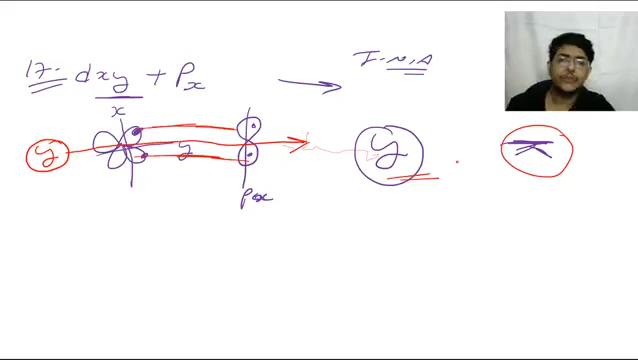 17. dxy + Px → I.N.A
x
y y y π
Px